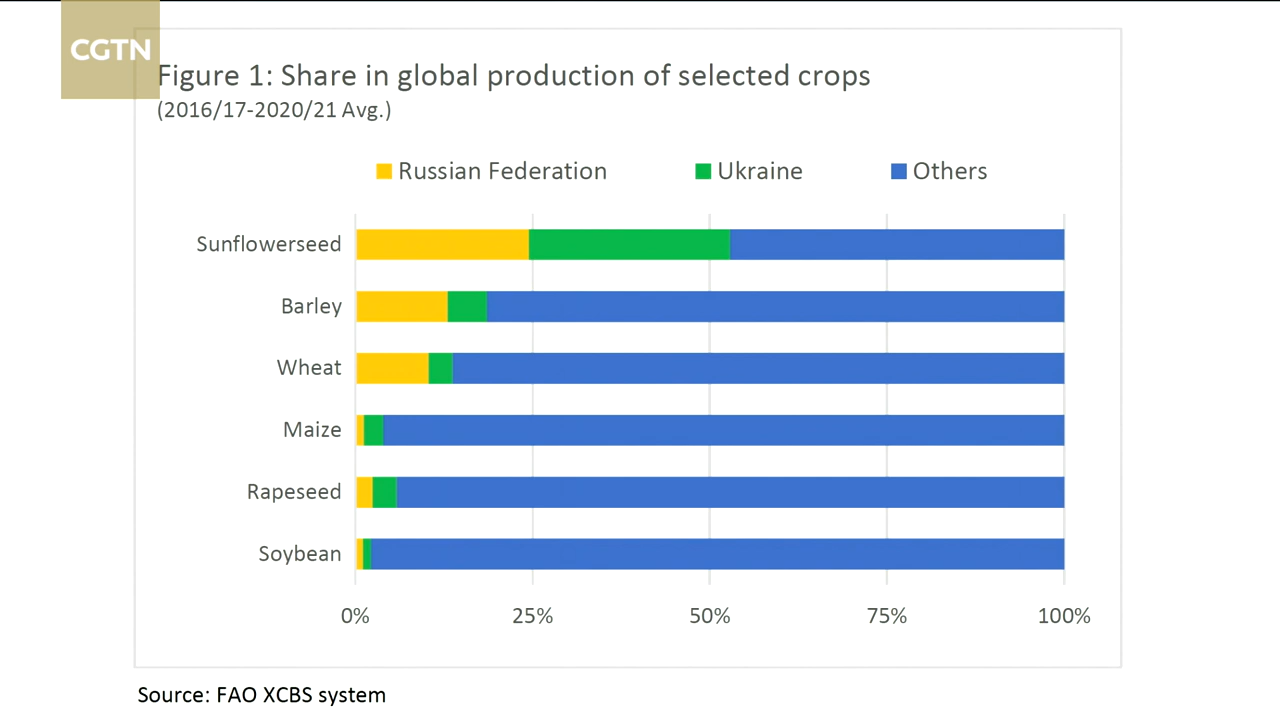 CGTN
Figure 1: Share in global production of selected crops
(2016/17-2020/21 Avg.)
Russian Federation Ukraine Others
Sunflowerseed
Barley
Wheat
Maize
Rapeseed
Soybean
0% 25% 50% 75% 100%
Source: FAO XCBS system